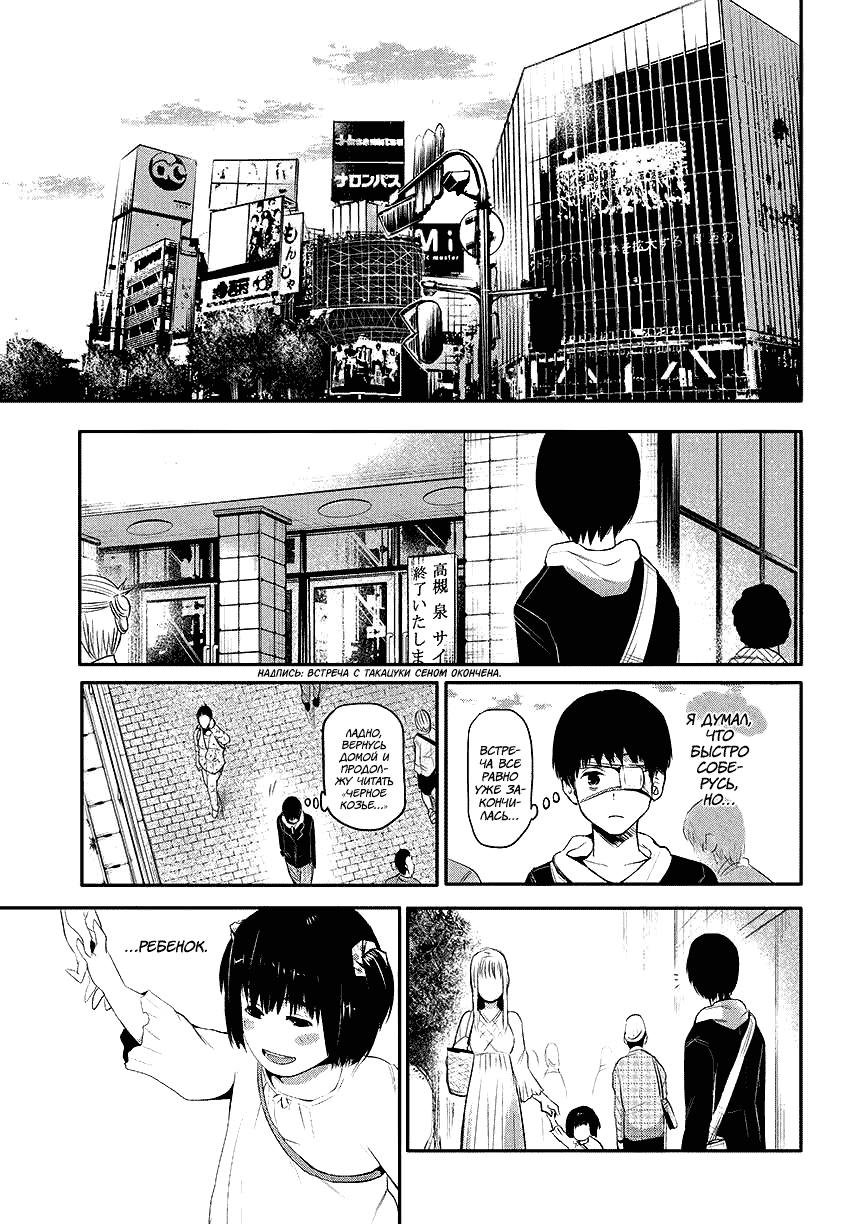 ナロンパス
もんじゃ
Mi
髙槻 泉 サイ
終了いたしま
НАДПИСЬ: ВСТРЕЧА С ТАКАЦУКИ СЕНОМ ОКОНЧЕНА.
Я ДУМАЛ,
ЧТО
БЫСТРО
СОБЕ-
РУСЬ,
НО...
ВСТРЕ-
ЧА ВСЕ
РАВНО
УЖЕ ЗА-
КОНЧИ-
ЛАСЬ...
ЛАДНО,
ВЕРНУСЬ
ДОМОЙ И
ПРОДОЛ-
ЖУ ЧИТАТЬ
«ЧЕРНОЕ
КОЗЬЕ...»
...РЕБЕНОК.